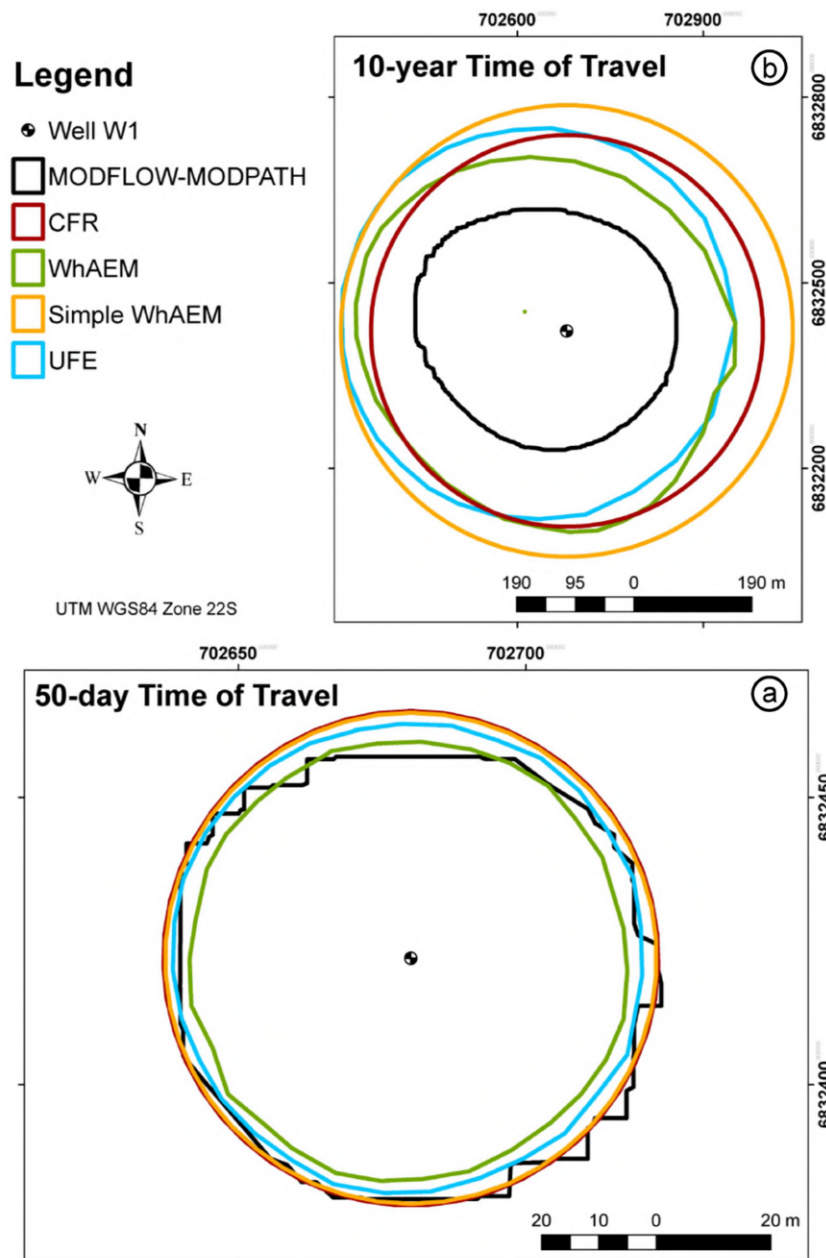 702600 702900
Legend
10-year Time of Travel b
Well W1
MODFLOW-MODPATH
CFR
WhAEM
Simple WhAEM
UFE
6832800
6832500
6832200
N
W E
S
190 95 0 190 m
UTM WGS84 Zone 22S
702650 702700
50-day Time of Travel a
6832450
6832400
20 10 0 20 m